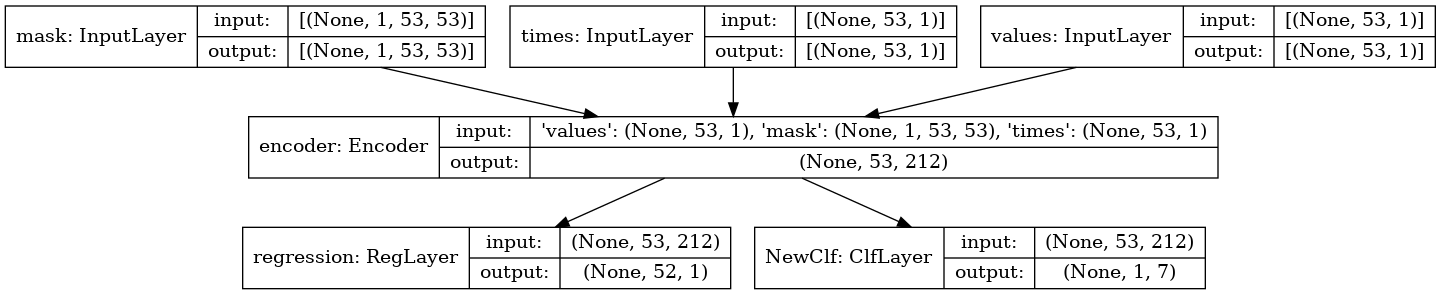 mask: InputLayer input: [(None, 1, 53, 53)]
output: [(None, 1, 53, 53)]
times: InputLayer input: [(None, 53, 1)]
output: [(None, 53, 1)]
values: InputLayer input: [(None, 53, 1)]
output: [(None, 53, 1)]
encoder: Encoder input: 'values': (None, 53, 1), 'mask': (None, 1, 53, 53), 'times': (None, 53, 1)
output: (None, 53, 212)
regression: RegLayer input: (None, 53, 212)
output: (None, 52, 1)
NewClf: ClfLayer input: (None, 53, 212)
output: (None, 1, 7)